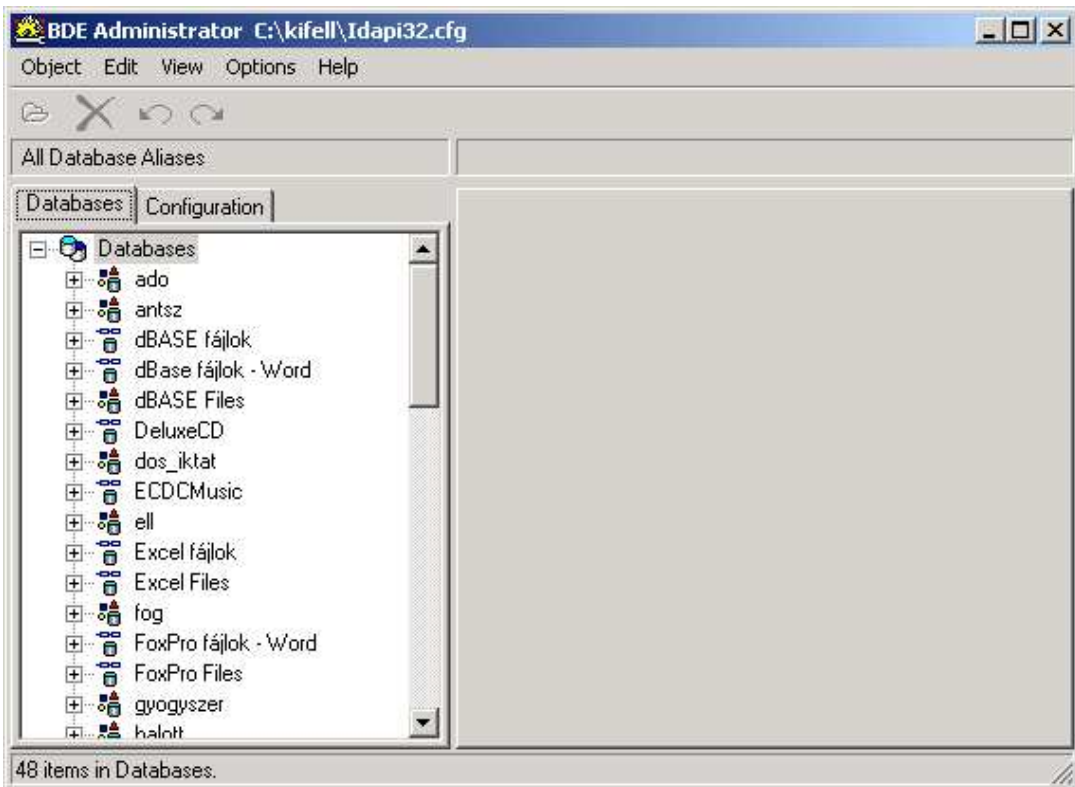 BDE Administrator C:\kifell\Idapi32.cfg
Object Edit View Options Help
All Database Aliases
Databases Configuration
Databases
ado
antsz
dBASE fájlok
dBase fájlok - Word
dBASE Files
DeluxeCD
dos_iktat
ECDCMusic
ell
Excel fájlok
Excel Files
fog
FoxPro fájlok - Word
FoxPro Files
gyogyszer
halott
48 items in Databases.